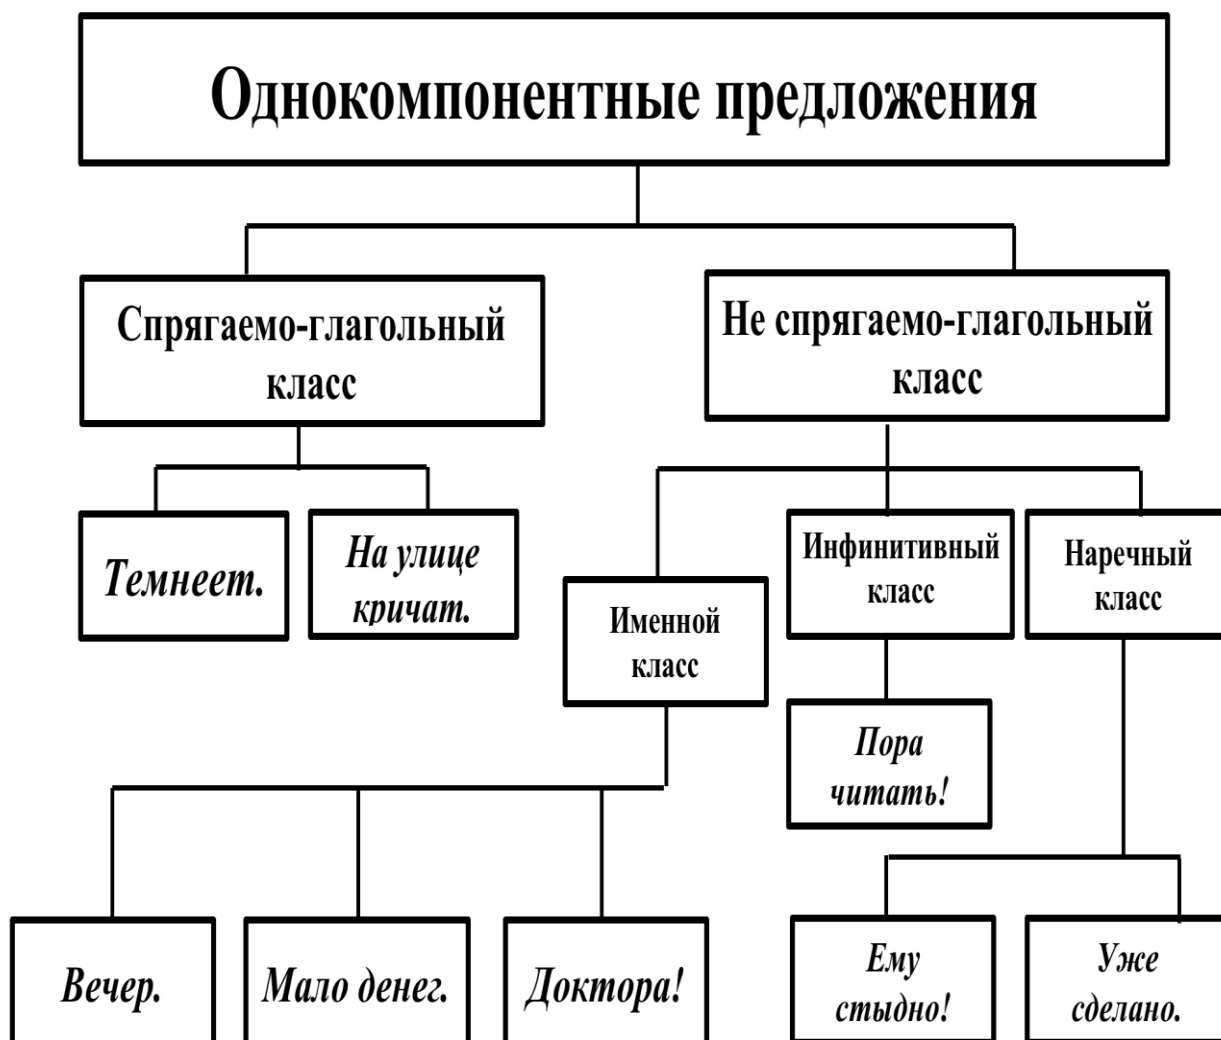 Однокомпонентные предложения
Спрягаемо-глагольный
класс
Не спрягаемо-глагольный
класс
Темнеет.
На улице
кричат.
Именной
класс
Инфинитивный
класс
Наречный
класс
Пора
читать!
Вечер.
Мало денег.
Доктора!
Ему
стыдно!
Уже
сделано.